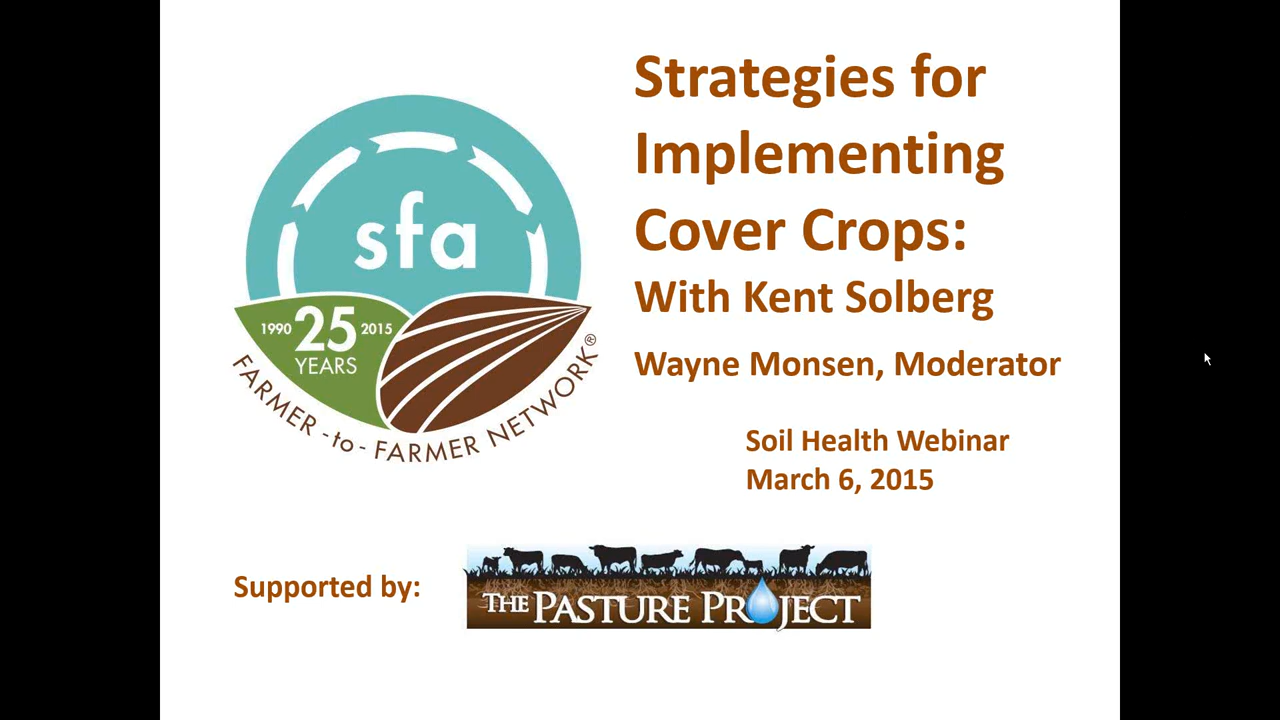 Strategies for
Implementing
Cover Crops:
With Kent Solberg
Wayne Monsen, Moderator
Soil Health Webinar
March 6, 2015
sfa
1990 25 2015
YEARS
FARMER -to- FARMER NETWORK®
Supported by:
THE PASTURE PROJECT